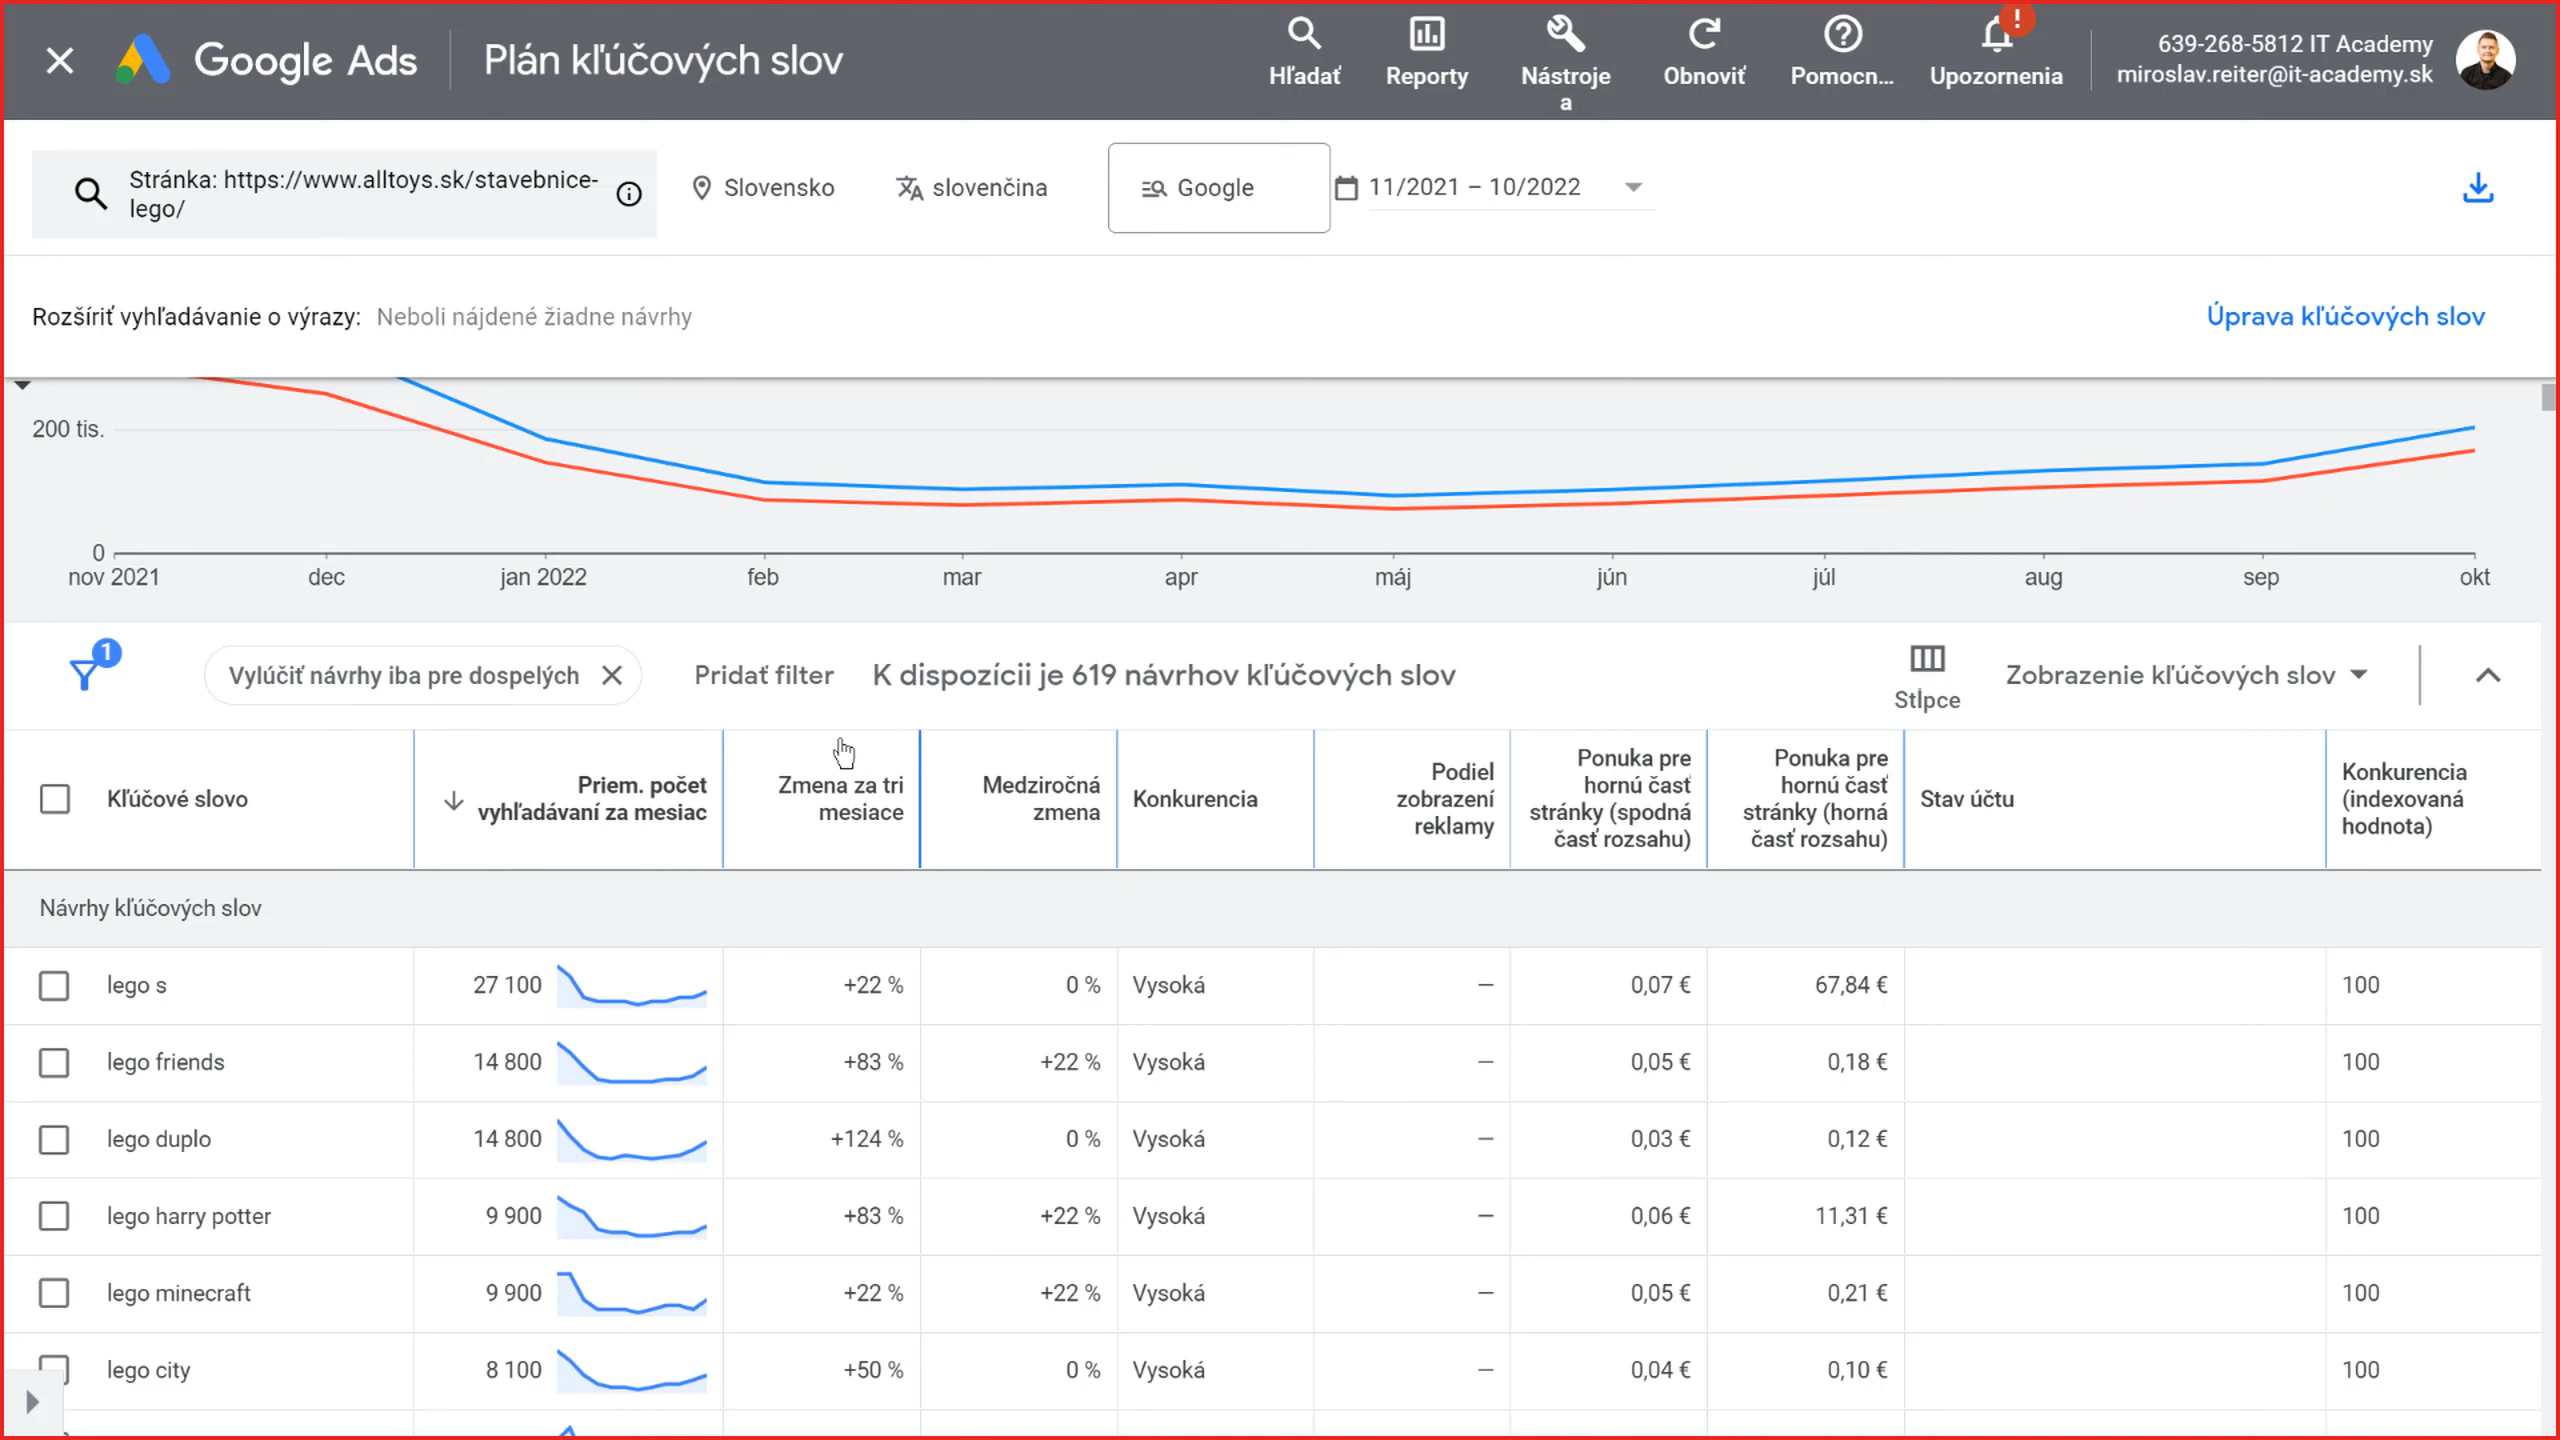 Google Ads
Plán kľúčových slov
Hľadať
Reporty
Nástroje
a
Obnoviť
Pomocn...
Upozornenia
!
639-268-5812 IT Academy
miroslav.reiter@it-academy.sk
Stránka: https://www.alltoys.sk/stavebnice-
lego/
Slovensko
slovenčina
Google
11/2021 – 10/2022
Rozšíriť vyhľadávanie o výrazy: Neboli nájdené žiadne návrhy
Úprava kľúčových slov
200 tis.
0
nov 2021 dec jan 2022 feb mar apr máj jún júl aug sep okt
1
Vylúčiť návrhy iba pre dospelých
Pridať filter
K dispozícii je 619 návrhov kľúčových slov
Stĺpce
Zobrazenie kľúčových slov
Kľúčové slovo
Priem. počet
vyhľadávaní za mesiac
Zmena za tri
mesiace
Medziročná
zmena
Konkurencia
Podiel
zobrazení
reklamy
Ponuka pre
hornú časť
stránky (spodná
časť rozsahu)
Ponuka pre
hornú časť
stránky (horná
časť rozsahu)
Stav účtu
Konkurencia
(indexovaná
hodnota)
Návrhy kľúčových slov
lego s 27 100 +22 % 0 % Vysoká – 0,07 € 67,84 € 100
lego friends 14 800 +83 % +22 % Vysoká – 0,05 € 0,18 € 100
lego duplo 14 800 +124 % 0 % Vysoká – 0,03 € 0,12 € 100
lego harry potter 9 900 +83 % +22 % Vysoká – 0,06 € 11,31 € 100
lego minecraft 9 900 +22 % +22 % Vysoká – 0,05 € 0,21 € 100
lego city 8 100 +50 % 0 % Vysoká – 0,04 € 0,10 € 100